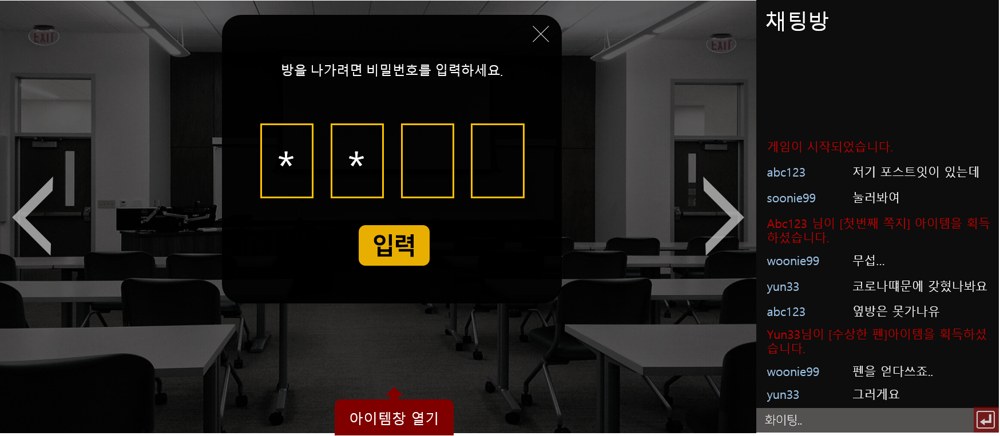 EXIT
EXIT
방을 나가려면 비밀번호를 입력하세요.
* *
입력
아이템창 열기
채팅방
게임이 시작되었습니다.
abc123 저기 포스트잇이 있는데
soonie99 눌러봐여
Abc123 님이 [첫번째 쪽지] 아이템을 획득
하셨습니다.
woonie99 무섭...
yun33 코로나떄문에 갖혔나봐요
abc123 옆방은 못가나유
Yun33님이 [수상한 펜]아이템을 획득하셨
습니다.
woonie99 펜을 얻다쓰죠..
yun33 그러게요
화이팅..